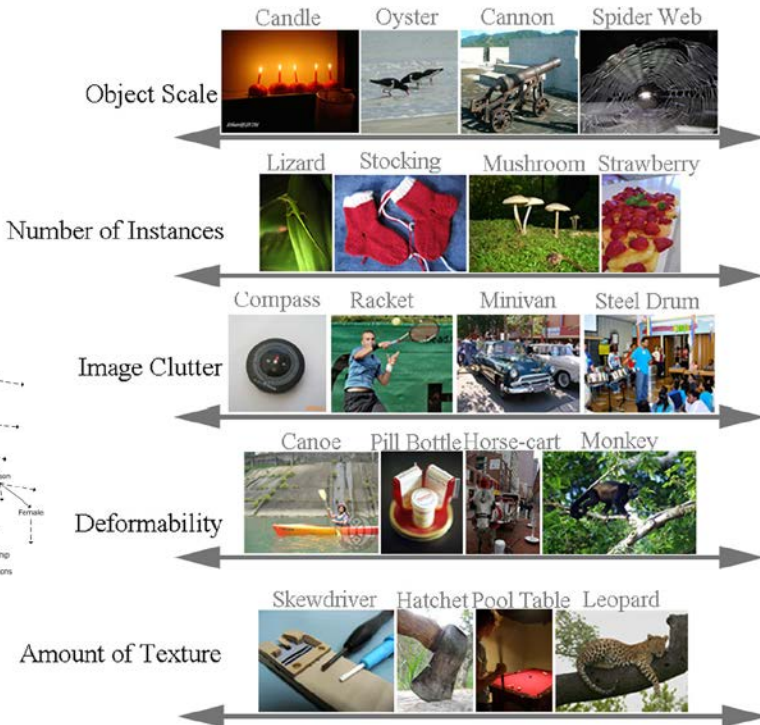 Candle Oyster Cannon Spider Web
Object Scale
Lizard Stocking Mushroom Strawberry
Number of Instances
Compass Racket Minivan Steel Drum
Image Clutter
Canoe Pill Bottle Horse-cart Monkey
Deformability
Female
Skewdriver Hatchet Pool Table Leopard
Amount of Texture